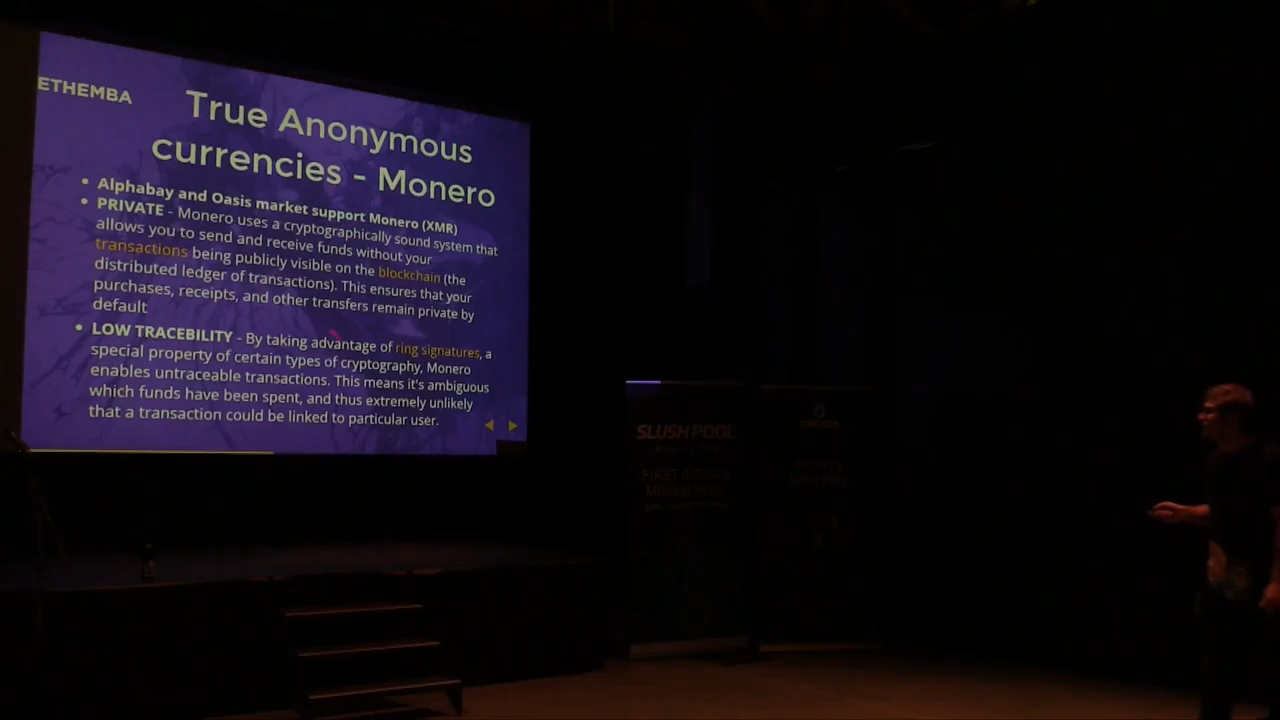 ETHEMBA
True Anonymous
currencies - Monero
• Alphabay and Oasis market support Monero (XMR)
• PRIVATE - Monero uses a cryptographically sound system that
allows you to send and receive funds without your
transactions being publicly visible on the blockchain (the
distributed ledger of transactions). This ensures that your
purchases, receipts, and other transfers remain private by
default
• LOW TRACEBILITY - By taking advantage of ring signatures, a
special property of certain types of cryptography, Monero
enables untraceable transactions. This means it's ambiguous
which funds have been spent, and thus extremely unlikely
that a transaction could be linked to particular user.
SLUSH POOL
FIRST BITCOIN
MINING POOL